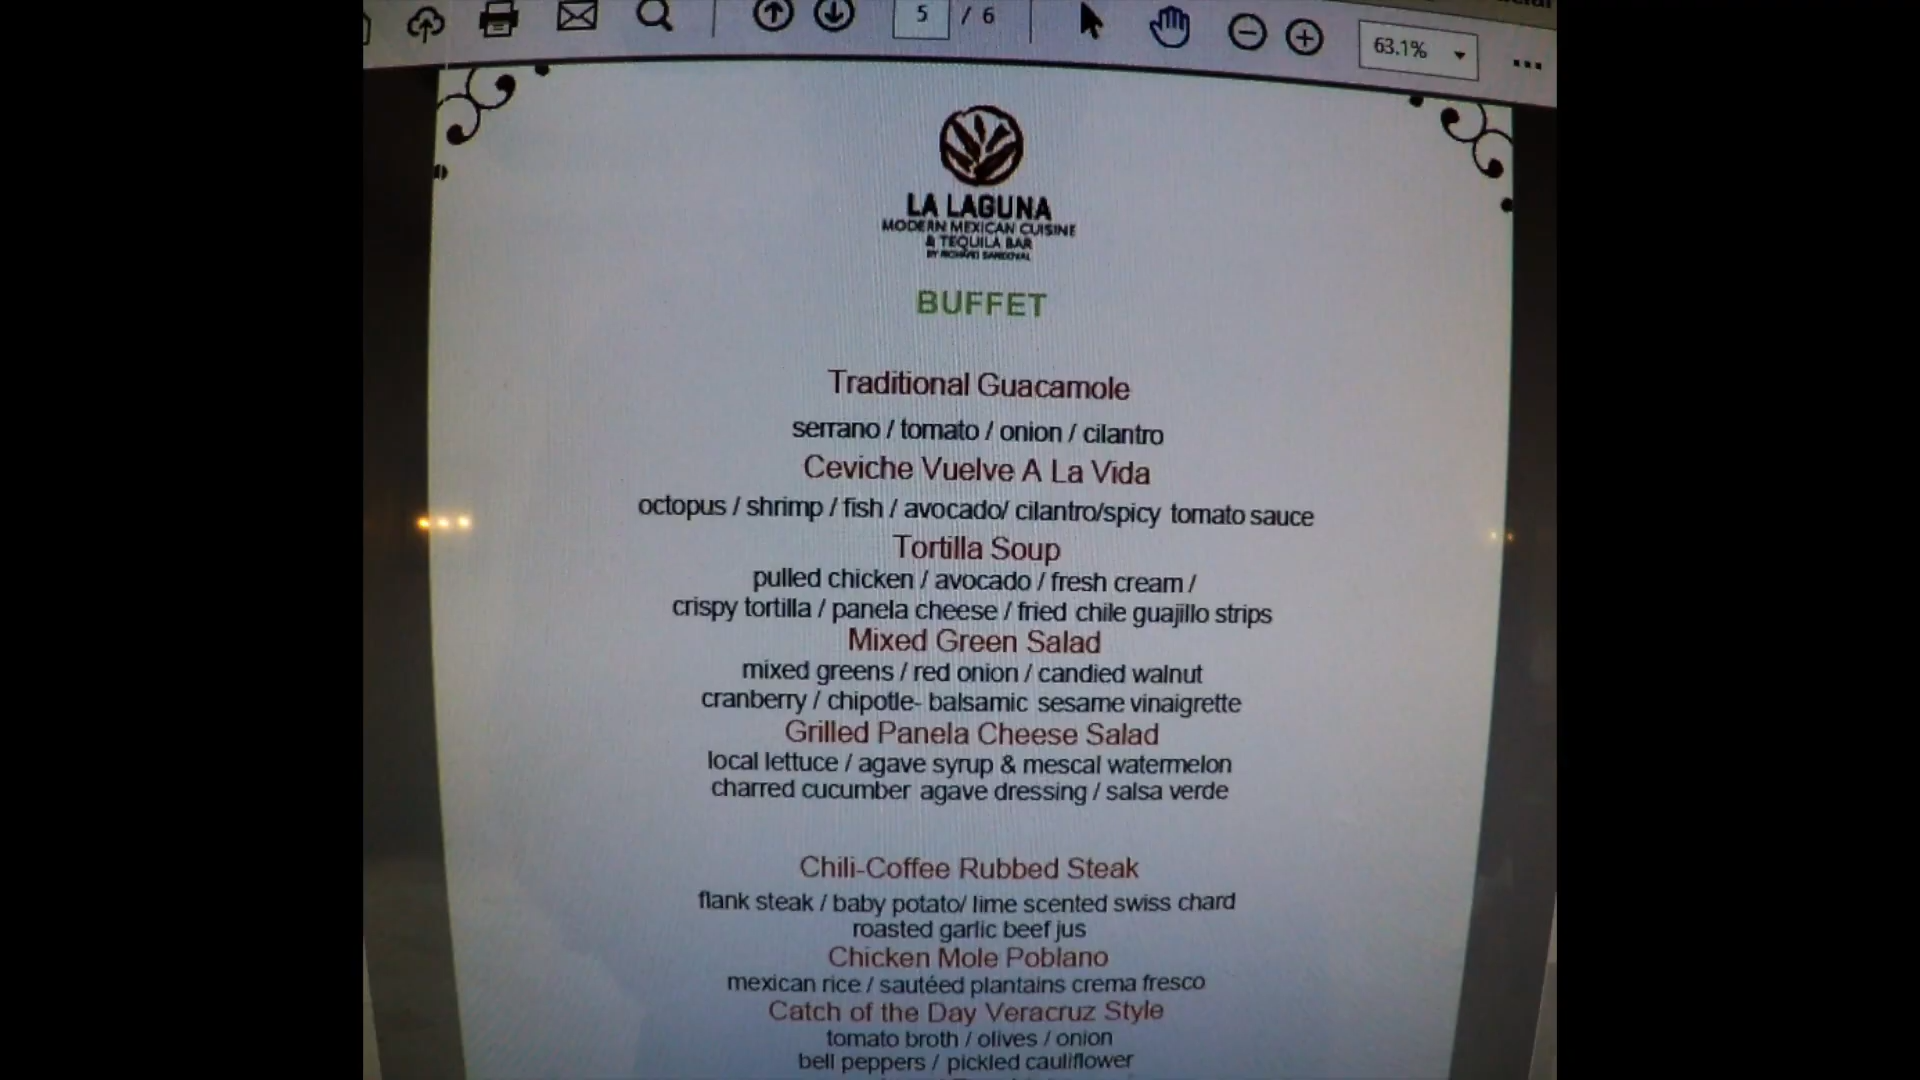 5 / 6
63.1%
LA LAGUNA
MODERN MEXICAN CUISINE
& TEQUILA BAR
BY RICHARD SANDOVAL
BUFFET
Traditional Guacamole
serrano / tomato / onion / cilantro
Ceviche Vuelve A La Vida
octopus / shrimp / fish / avocado/ cilantro/spicy tomato sauce
Tortilla Soup
pulled chicken / avocado / fresh cream /
crispy tortilla / panela cheese / fried chile guajillo strips
Mixed Green Salad
mixed greens / red onion / candied walnut
cranberry / chipotle- balsamic sesame vinaigrette
Grilled Panela Cheese Salad
local lettuce / agave syrup & mescal watermelon
charred cucumber agave dressing / salsa verde
Chili-Coffee Rubbed Steak
flank steak / baby potato/ lime scented swiss chard
roasted garlic beef jus
Chicken Mole Poblano
mexican rice / sautéed plantains crema fresco
Catch of the Day Veracruz Style
tomato broth / olives / onion
bell peppers / pickled cauliflower